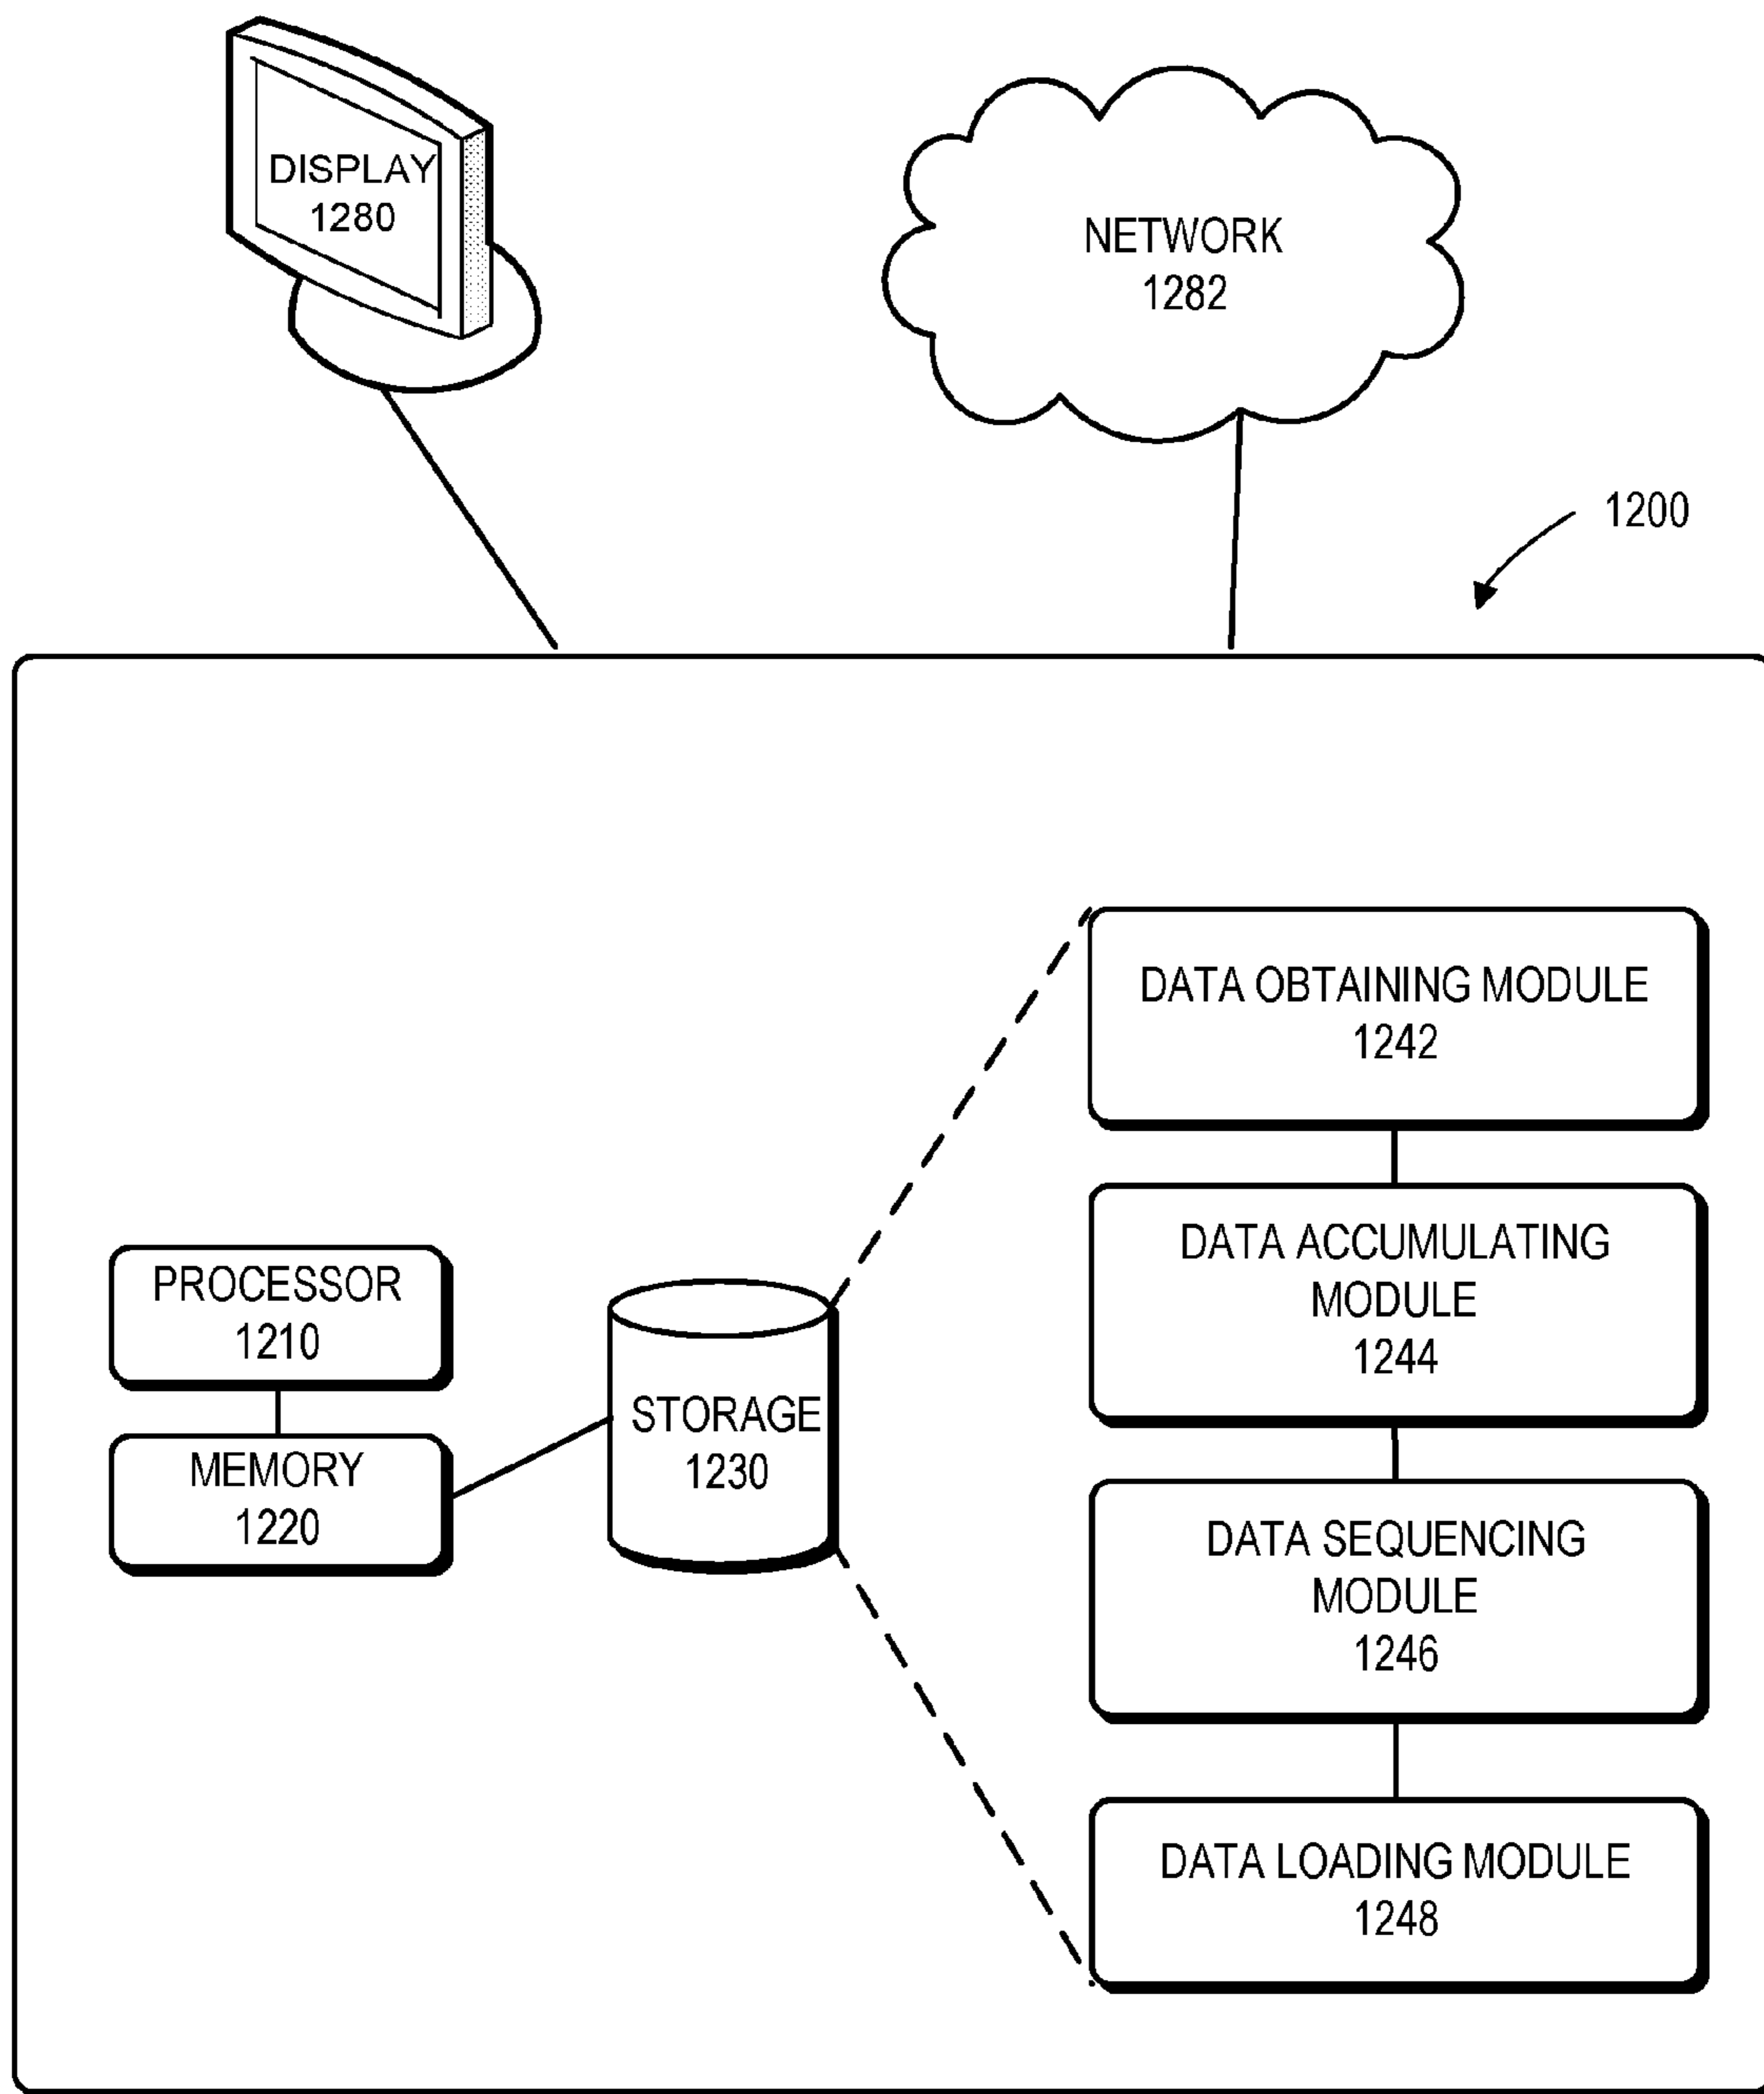 DISPLAY
1280
NETWORK
1282
1200
DATA OBTAINING MODULE
1242
DATA ACCUMULATING
MODULE
1244
PROCESSOR
1210
MEMORY
1220
STORAGE
1230
DATA SEQUENCING
MODULE
1246
DATA LOADING MODULE
1248